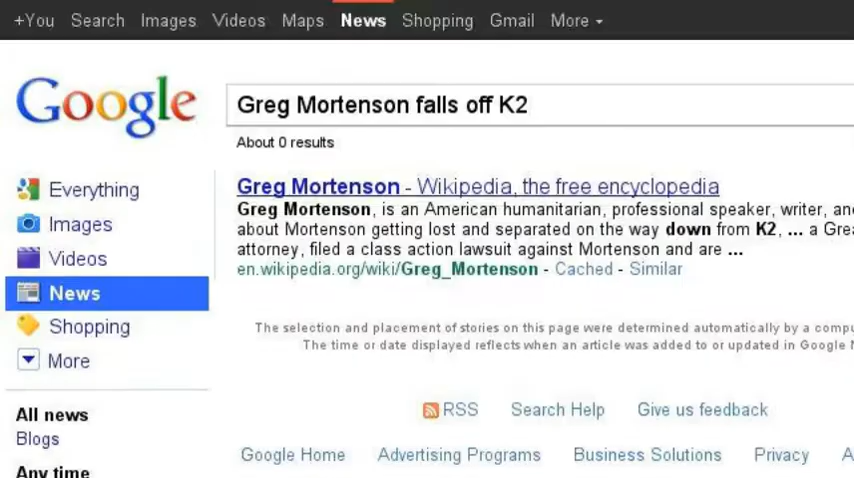 +You Search Images Videos Maps News Shopping Gmail More
Google
Greg Mortenson falls off K2
About 0 results
Everything
Images
Videos
News
Shopping
More
All news
Blogs
Any time
Greg Mortenson - Wikipedia, the free encyclopedia
Greg Mortenson, is an American humanitarian, professional speaker, writer, and
about Mortenson getting lost and separated on the way down from K2, ... a Grea
attorney, filed a class action lawsuit against Mortenson and are ...
en.wikipedia.org/wiki/Greg_Mortenson - Cached - Similar
The selection and placement of stories on this page were determined automatically by a compu
The time or date displayed reflects when an article was added to or updated in Google N
RSS Search Help Give us feedback
Google Home Advertising Programs Business Solutions Privacy A